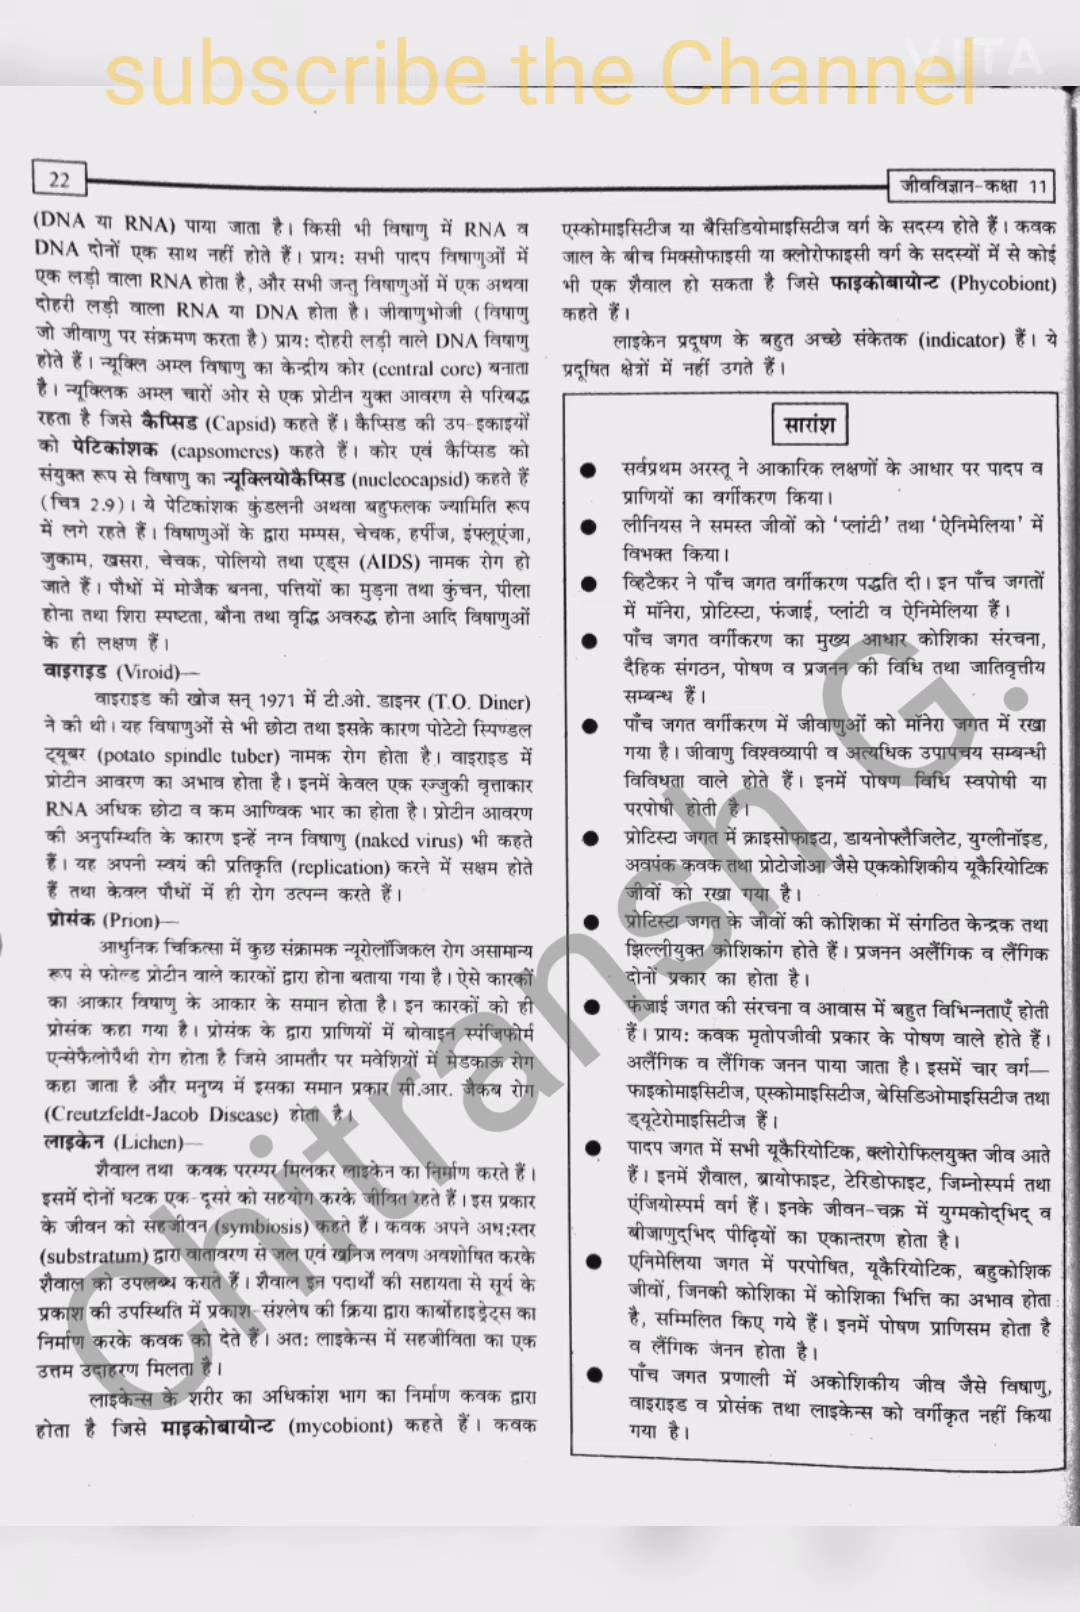 subscribe the Channel
VITA
22
जीवविज्ञान-कक्षा 11
(DNA या RNA) पाया जाता है। किसी भी विषाणु में RNA व
DNA दोनों एक साथ नहीं होते हैं। प्राय: सभी पादप विषाणुओं में
एक लड़ी वाला RNA होता है, और सभी जन्तु विषाणुओं में एक अथवा
दोहरी लड़ी वाला RNA या DNA होता है। जीवाणुभोजी (विषाणु
जो जीवाणु पर संक्रमण करता है) प्राय: दोहरी लड़ी वाले DNA विषाणु
होते हैं। न्यूक्लि अम्ल विषाणु का केन्द्रीय कोर (central core) बनाता
है। न्यूक्लिक अम्ल चारों ओर से एक प्रोटीन युक्त आवरण से परिबद्ध
रहता है जिसे कैप्सिड (Capsid) कहते हैं। कैप्सिड की उप-इकाइयों
को पेटिकांशक (capsomeres) कहते हैं। कोर एवं कैप्सिड को
संयुक्त रूप से विषाणु का न्यूक्लियोकैप्सिड (nucleocapsid) कहते हैं
(चित्र 2.9)। ये पेटिकांशक कुंडलनी अथवा बहुफलक ज्यामिति रूप
में लगे रहते हैं। विषाणुओं के द्वारा मम्पस, चेचक, हर्पीज, इंफ्लूएंजा,
जुकाम, खसरा, चेचक, पोलियो तथा एड्स (AIDS) नामक रोग हो
जाते हैं। पौधों में मोजैक बनना, पत्तियों का मुड़ना तथा कुंचन, पीला
होना तथा शिरा स्पष्टता, बौना तथा वृद्धि अवरुद्ध होना आदि विषाणुओं
के ही लक्षण हैं।
वाइराइड (Viroid)—
वाइराइड की खोज सन् 1971 में टी.ओ. डाइनर (T.O. Diner)
ने की थी। यह विषाणुओं से भी छोटा तथा इसके कारण पोटेटो स्पिण्डल
ट्यूबर (potato spindle tuber) नामक रोग होता है। वाइराइड में
प्रोटीन आवरण का अभाव होता है। इनमें केवल एक रज्जुकी वृत्ताकार
RNA अधिक छोटा व कम आण्विक भार का होता है। प्रोटीन आवरण
की अनुपस्थिति के कारण इन्हें नग्न विषाणु (naked virus) भी कहते
हैं। यह अपनी स्वयं की प्रतिकृति (replication) करने में सक्षम होते
हैं तथा केवल पौधों में ही रोग उत्पन्न करते हैं।
प्रोसंक (Prion)—
आधुनिक चिकित्सा में कुछ संक्रामक न्यूरोलॉजिकल रोग असामान्य
रूप से फोल्ड प्रोटीन वाले कारकों द्वारा होना बताया गया है। ऐसे कारकों
का आकार विषाणु के आकार के समान होता है। इन कारकों को ही
प्रोसंक कहा गया है। प्रोसंक के द्वारा प्राणियों में बोवाइन स्पंजिफोर्म
एन्सेफैलोपैथी रोग होता है जिसे आमतौर पर मवेशियों में मेडकाऊ रोग
कहा जाता है और मनुष्य में इसका समान प्रकार सी.आर. जैकब रोग
(Creutzfeldt-Jacob Disease) होता है।
लाइकेन (Lichen)—
शैवाल तथा कवक परस्पर मिलकर लाइकेन का निर्माण करते हैं।
इसमें दोनों घटक एक-दूसरे को सहयोग करके जीवित रहते हैं। इस प्रकार
के जीवन को सहजीवन (symbiosis) कहते हैं। कवक अपने अध:स्तर
(substratum) द्वारा वातावरण से जल एवं खनिज लवण अवशोषित करके
शैवाल को उपलब्ध कराते हैं। शैवाल इन पदार्थों की सहायता से सूर्य के
प्रकाश की उपस्थिति में प्रकाश-संश्लेष की क्रिया द्वारा कार्बोहाइड्रेट्स का
निर्माण करके कवक को देते हैं। अत: लाइकेन्स में सहजीविता का एक
उत्तम उदाहरण मिलता है।
लाइकेन्स के शरीर का अधिकांश भाग का निर्माण कवक द्वारा
होता है जिसे माइकोबायोन्ट (mycobiont) कहते हैं। कवक
एस्कोमाइसिटीज या बैसिडियोमाइसिटीज वर्ग के सदस्य होते हैं। कवक
जाल के बीच मिक्सोफाइसी या क्लोरोफाइसी वर्ग के सदस्यों में से कोई
भी एक शैवाल हो सकता है जिसे फाइकोबायोन्ट (Phycobiont)
कहते हैं।
लाइकेन प्रदूषण के बहुत अच्छे संकेतक (indicator) हैं। ये
प्रदूषित क्षेत्रों में नहीं उगते हैं।
सारांश
● सर्वप्रथम अरस्तू ने आकारिक लक्षणों के आधार पर पादप व
प्राणियों का वर्गीकरण किया।
● लीनियस ने समस्त जीवों को ‘प्लांटी’ तथा ‘ऐनिमेलिया’ में
विभक्त किया।
● व्हिटैकर ने पाँच जगत वर्गीकरण पद्धति दी। इन पाँच जगतों
में मॉनेरा, प्रोटिस्टा, फंजाई, प्लांटी व ऐनिमेलिया हैं।
● पाँच जगत वर्गीकरण का मुख्य आधार कोशिका संरचना,
दैहिक संगठन, पोषण व प्रजनन की विधि तथा जातिवृत्तीय
सम्बन्ध हैं।
● पाँच जगत वर्गीकरण में जीवाणुओं को मॉनेरा जगत में रखा
गया है। जीवाणु विश्वव्यापी व अत्यधिक उपापचय सम्बन्धी
विविधता वाले होते हैं। इनमें पोषण विधि स्वपोषी या
परपोषी होती है।
● प्रोटिस्टा जगत में क्राइसोफाइटा, डायनोफ्लैजिलेट, युग्लीनॉइड,
अवपंक कवक तथा प्रोटोजोआ जैसे एककोशिकीय यूकैरियोटिक
जीवों को रखा गया है।
● प्रोटिस्टा जगत के जीवों की कोशिका में संगठित केन्द्रक तथा
झिल्लीयुक्त कोशिकांग होते हैं। प्रजनन अलैंगिक व लैंगिक
दोनों प्रकार का होता है।
● फंजाई जगत की संरचना व आवास में बहुत विभिन्नताएँ होती
हैं। प्राय: कवक मृतोपजीवी प्रकार के पोषण वाले होते हैं।
अलैंगिक व लैंगिक जनन पाया जाता है। इसमें चार वर्ग—
फाइकोमाइसिटीज, एस्कोमाइसिटीज, बेसिडिओमाइसिटीज तथा
ड्यूटेरोमाइसिटीज हैं।
● पादप जगत में सभी यूकैरियोटिक, क्लोरोफिलयुक्त जीव आते
हैं। इनमें शैवाल, ब्रायोफाइट, टेरिडोफाइट, जिम्नोस्पर्म तथा
एंजियोस्पर्म वर्ग हैं। इनके जीवन-चक्र में युग्मकोद्भिद् व
बीजाणुद्भिद पीढ़ियों का एकान्तरण होता है।
● एनिमेलिया जगत में परपोषित, यूकैरियोटिक, बहुकोशिक
जीवों, जिनकी कोशिका में कोशिका भित्ति का अभाव होता
है, सम्मिलित किए गये हैं। इनमें पोषण प्राणिसम होता है
व लैंगिक जनन होता है।
● पाँच जगत प्रणाली में अकोशिकीय जीव जैसे विषाणु,
वाइराइड व प्रोसंक तथा लाइकेन्स को वर्गीकृत नहीं किया
गया है।
Chitransh G.